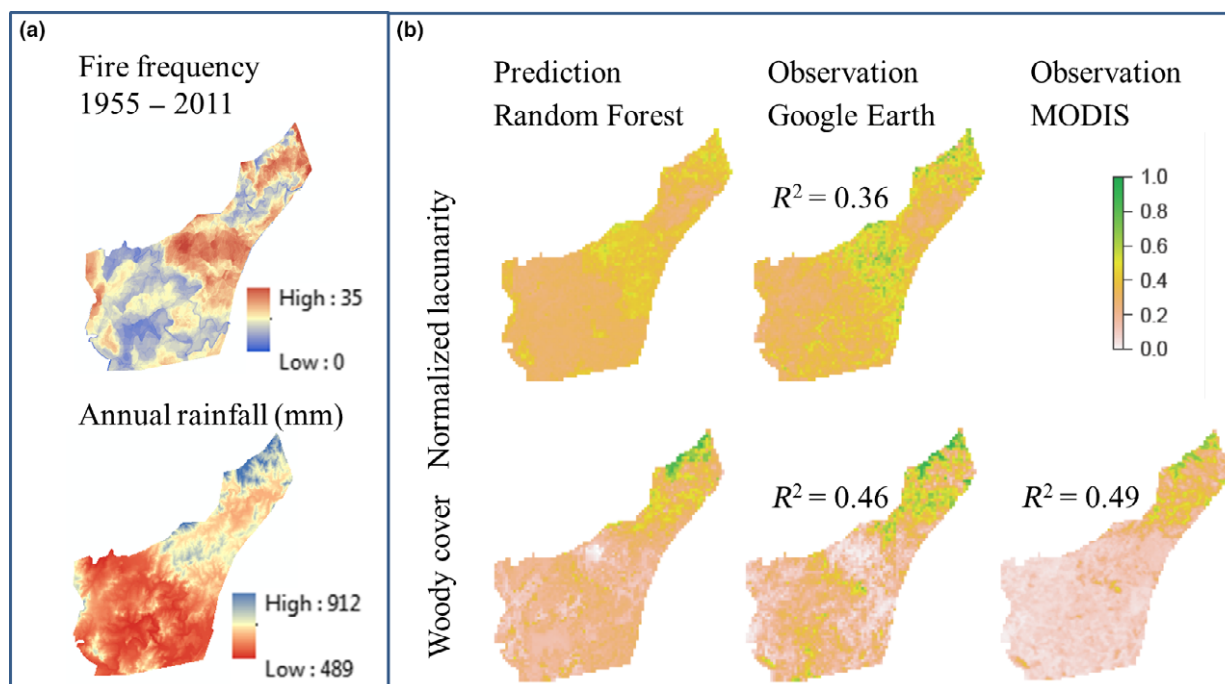 (a)
Fire frequency
1955 – 2011
High : 35
Low : 0
Annual rainfall (mm)
High : 912
Low : 489
(b)
Prediction
Random Forest
Observation
Google Earth
Observation
MODIS
Normalized lacunarity
R² = 0.36
1.0
0.8
0.6
0.4
0.2
0.0
Woody cover
R² = 0.46
R² = 0.49